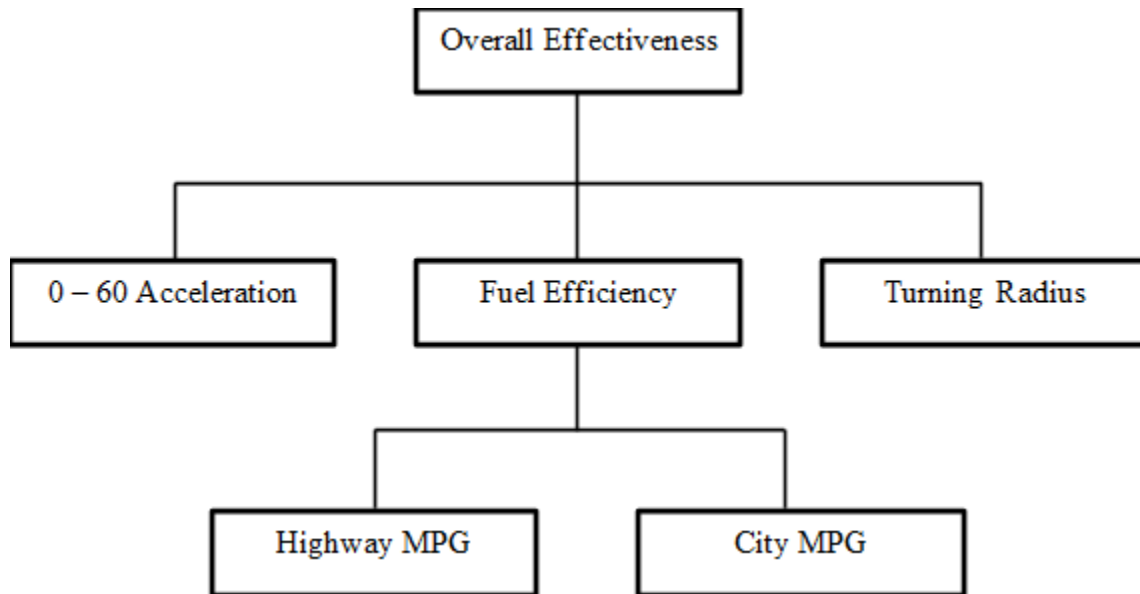 Overall Effectiveness
0 – 60 Acceleration
Fuel Efficiency
Turning Radius
Highway MPG
City MPG